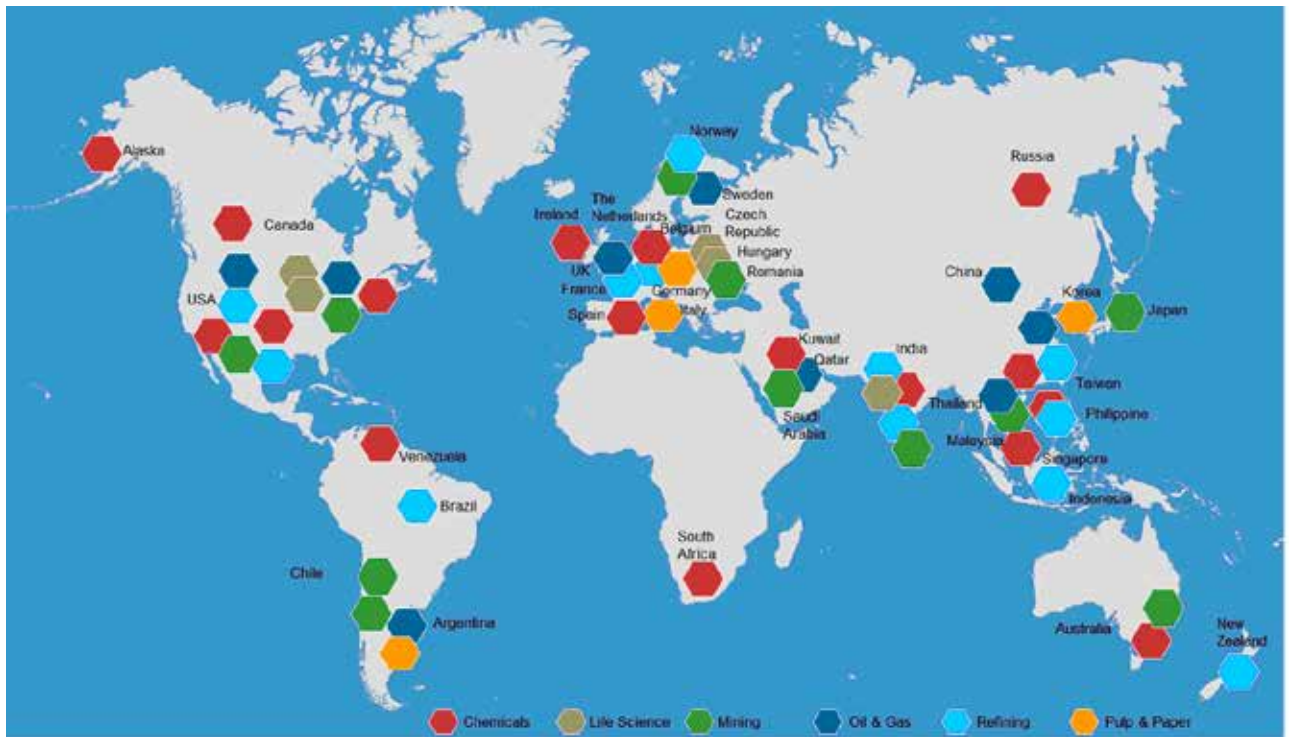 Norway
Alaska
Russia
Sweden
The
Netherlands
Ireland
Belgium
Czech
Republic
Canada
Hungary
UK
Romania
China
France
Germany
USA
Korea
Spain
Italy
Japan
Kuwait
India
Qatar
Taiwan
Thailand
Philippine
Saudi
Arabia
Malaysia
Venezuela
Singapore
Indonesia
Brazil
South
Africa
Chile
Argentina
Australia
New
Zealand
Chemicals
Life Science
Mining
Oil & Gas
Refining
Pulp & Paper